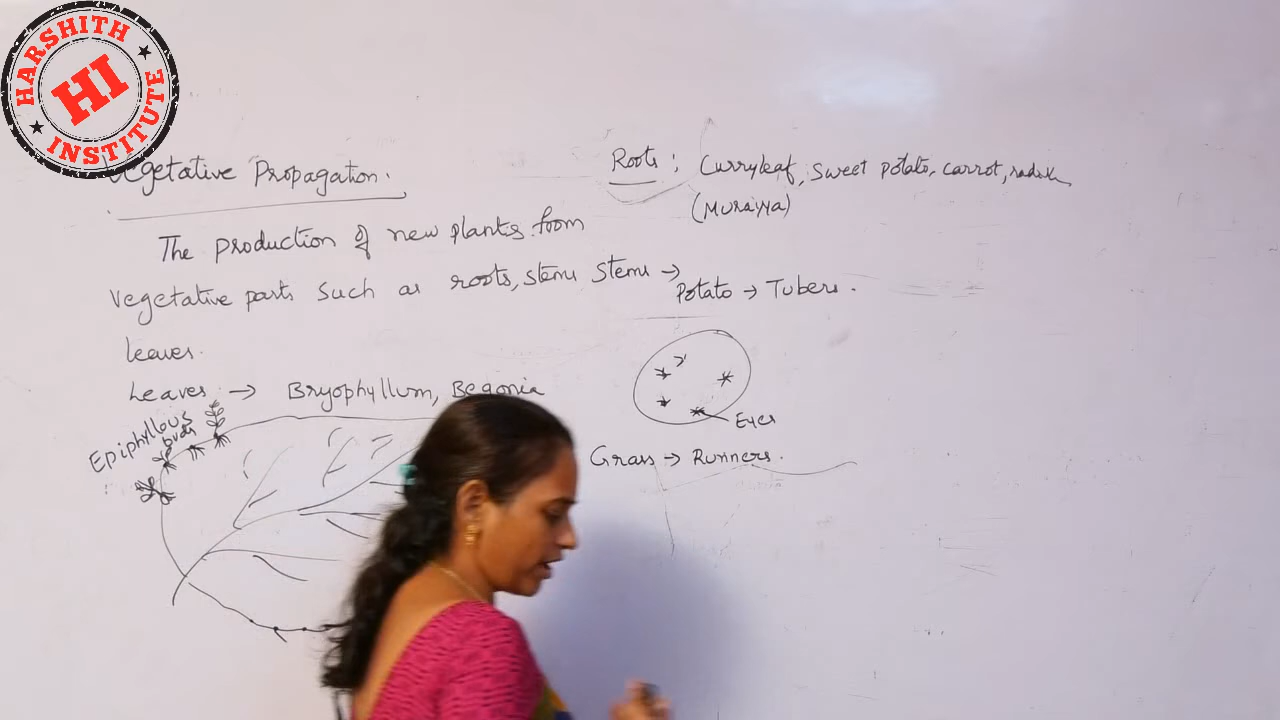 HARSHITH
HI
INSTITUTE
Vegetative Propagation.
The production of new plants from
vegetative parts such as roots, stems
leaves.
Leaves → Bryophyllum, Begonia
Epiphyllous
buds
Roots : Curryleaf, sweet potato, carrot, radish,
(Murayya)
Stems →
Potato → Tubers.
Eyes
Grass → Runners.